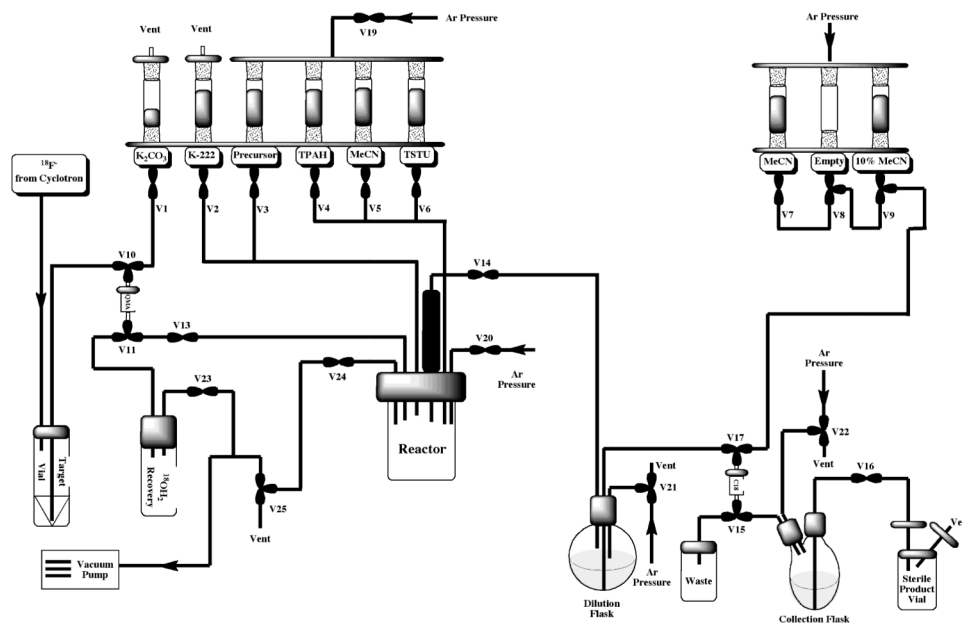 Ar Pressure
V19
Vent
Vent
Ar Pressure
K₂CO₃
K-222
Precursor
TPAH
MeCN
TSTU
MeCN
Empty
10% MeCN
¹⁸F⁻
from Cyclotron
V1
V2
V3
V4
V5
V6
V7
V8
V9
V10
QMA
V11
V13
V14
V20
Ar
Pressure
V23
V24
Reactor
Target
Vial
¹⁸OH₂
Recovery
V25
Vent
Vacuum
Pump
V17
C18
V15
Ar
Pressure
V22
Vent
V16
Vent
V21
Ar
Pressure
Waste
Dilution
Flask
Collection Flask
Sterile
Product
Vial
Ve